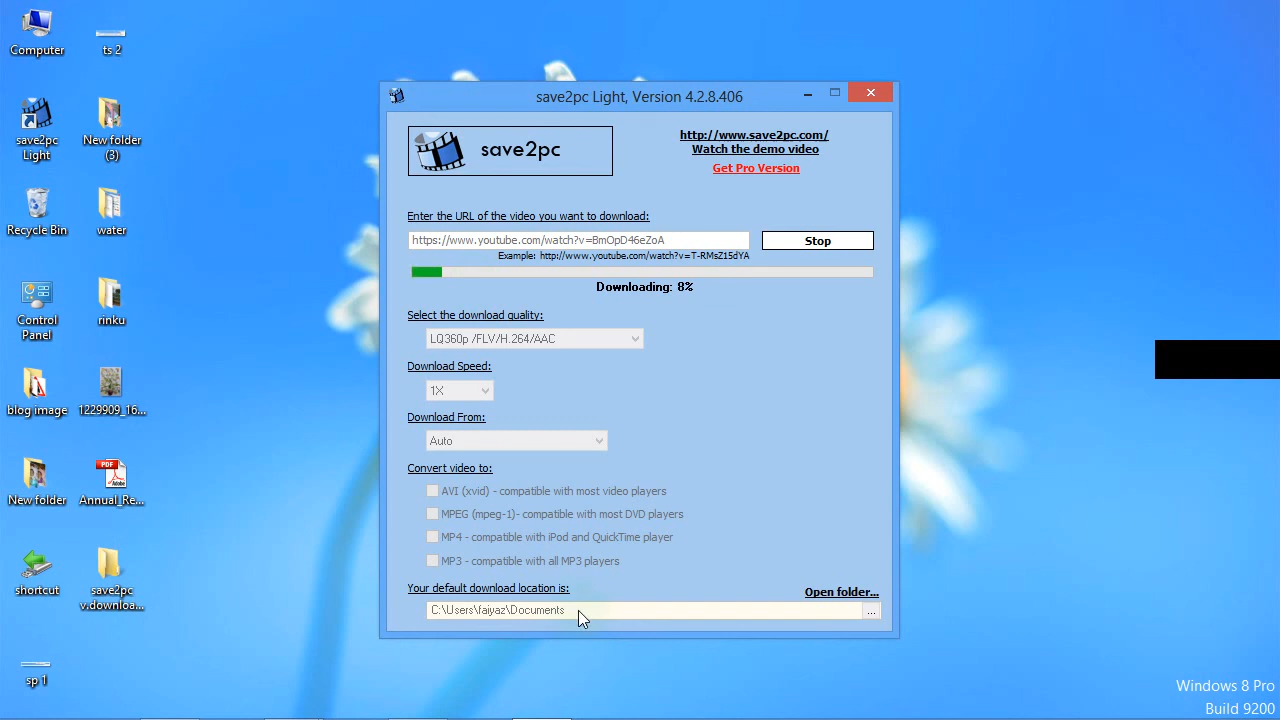 Computer
ts 2
save2pc
Light
New folder
(3)
Recycle Bin
water
Control
Panel
rinku
blog image
1229909_16...
New folder
Annual_Re...
PDF
Adobe
shortcut
save2pc
v.downloa...
sp 1
save2pc Light, Version 4.2.8.406
save2pc
http://www.save2pc.com/
Watch the demo video
Get Pro Version
Enter the URL of the video you want to download:
https://www.youtube.com/watch?v=BmOpD46eZoA
Stop
Example: http://www.youtube.com/watch?v=T-RMsZ15dYA
Downloading: 8%
Select the download quality:
LQ360p /FLV/H.264/AAC
Download Speed:
1X
Download From:
Auto
Convert video to:
AVI (xvid) - compatible with most video players
MPEG (mpeg-1)- compatible with most DVD players
MP4 - compatible with iPod and QuickTime player
MP3 - compatible with all MP3 players
Your default download location is:
Open folder...
C:\Users\faiyaz\Documents
...
Windows 8 Pro
Build 9200